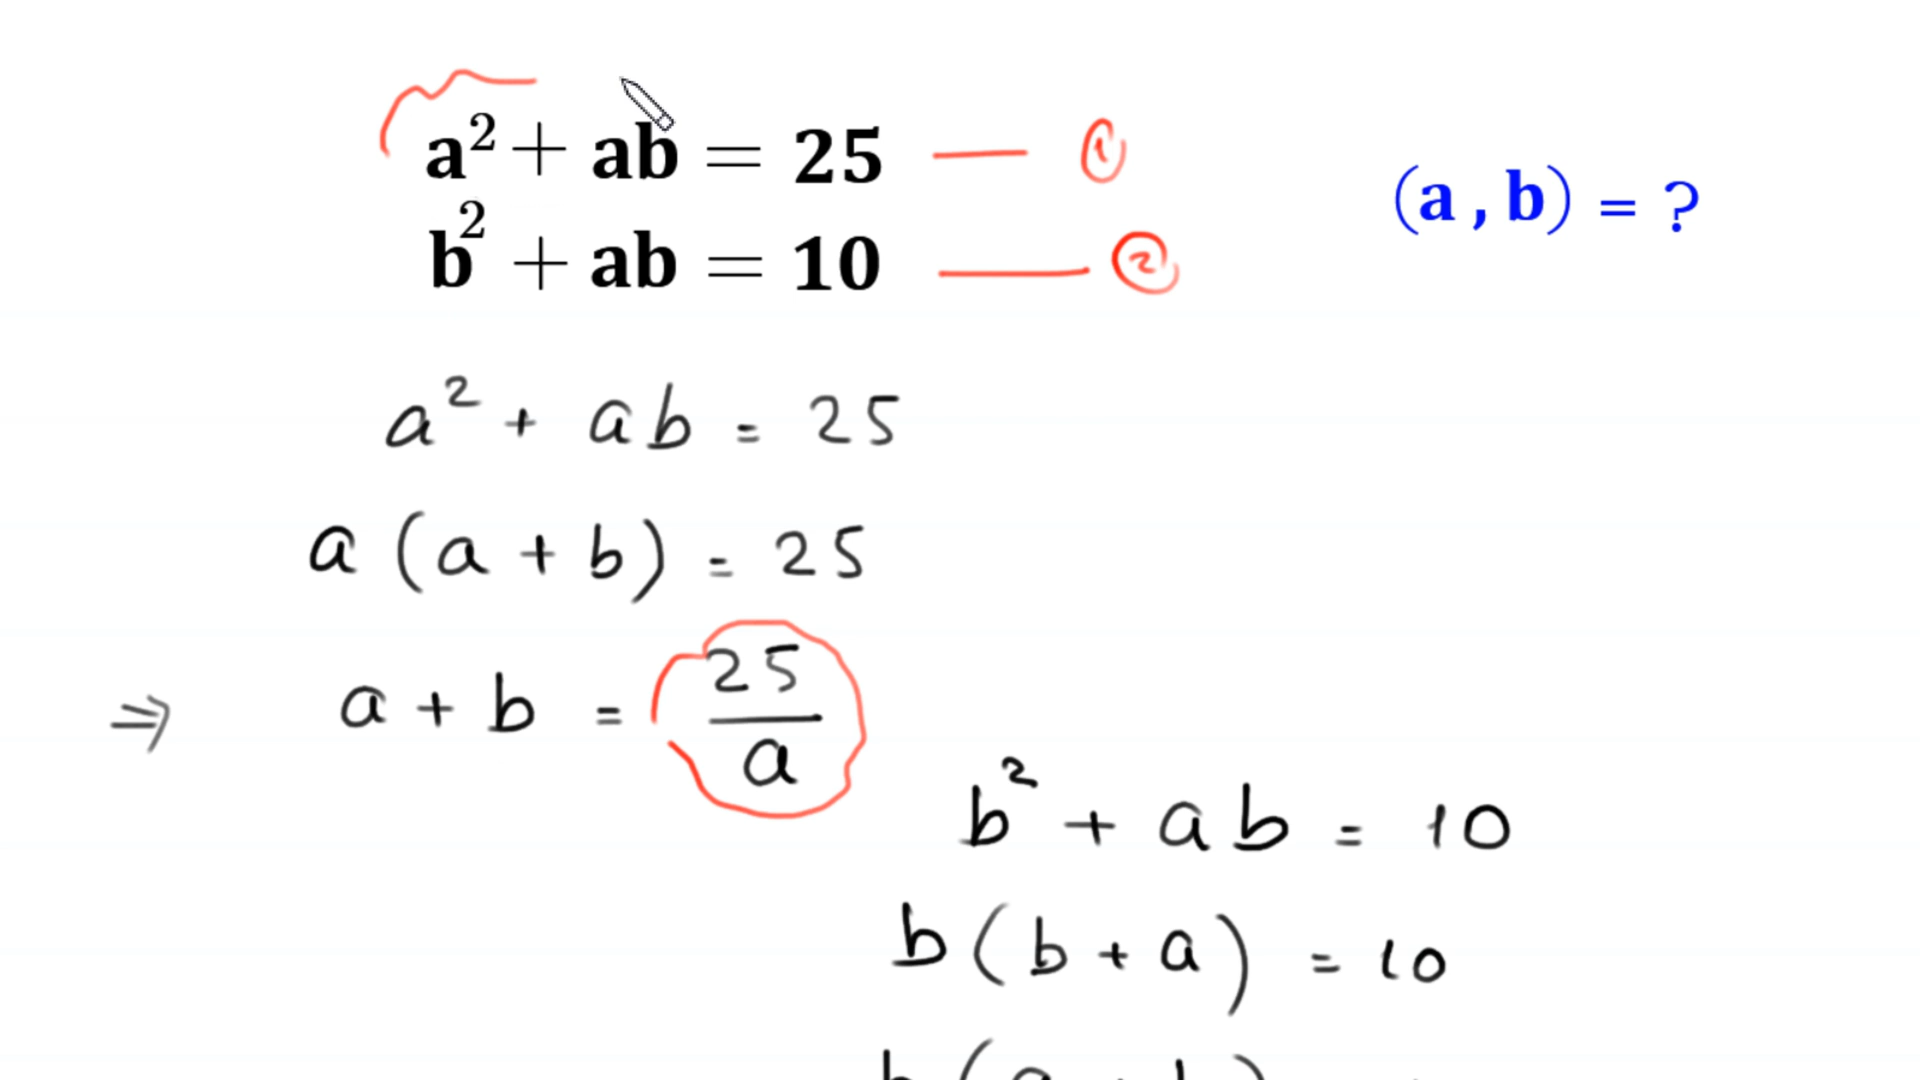 a² + ab = 25 — ①
b² + ab = 10 — ②
(a , b) = ?
a² + ab = 25
a (a + b) = 25
⇒ a + b = 25/a
b² + ab = 10
b (b + a) = 10